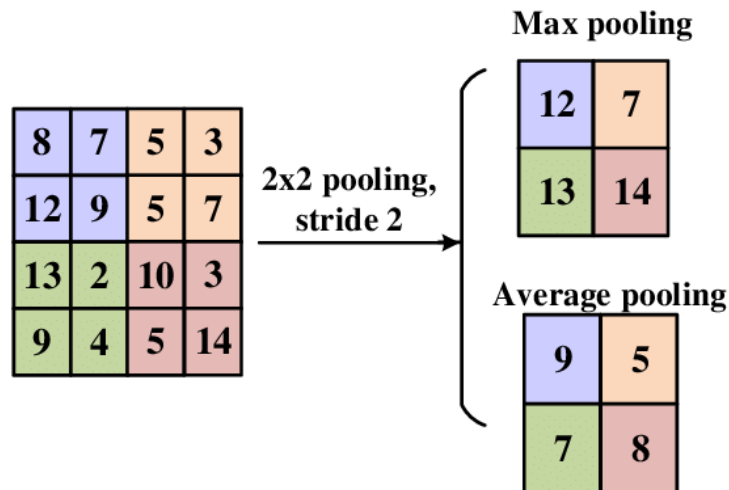 8 7 5 3
12 9 5 7
13 2 10 3
9 4 5 14
2x2 pooling,
stride 2
Max pooling
12 7
13 14
Average pooling
9 5
7 8